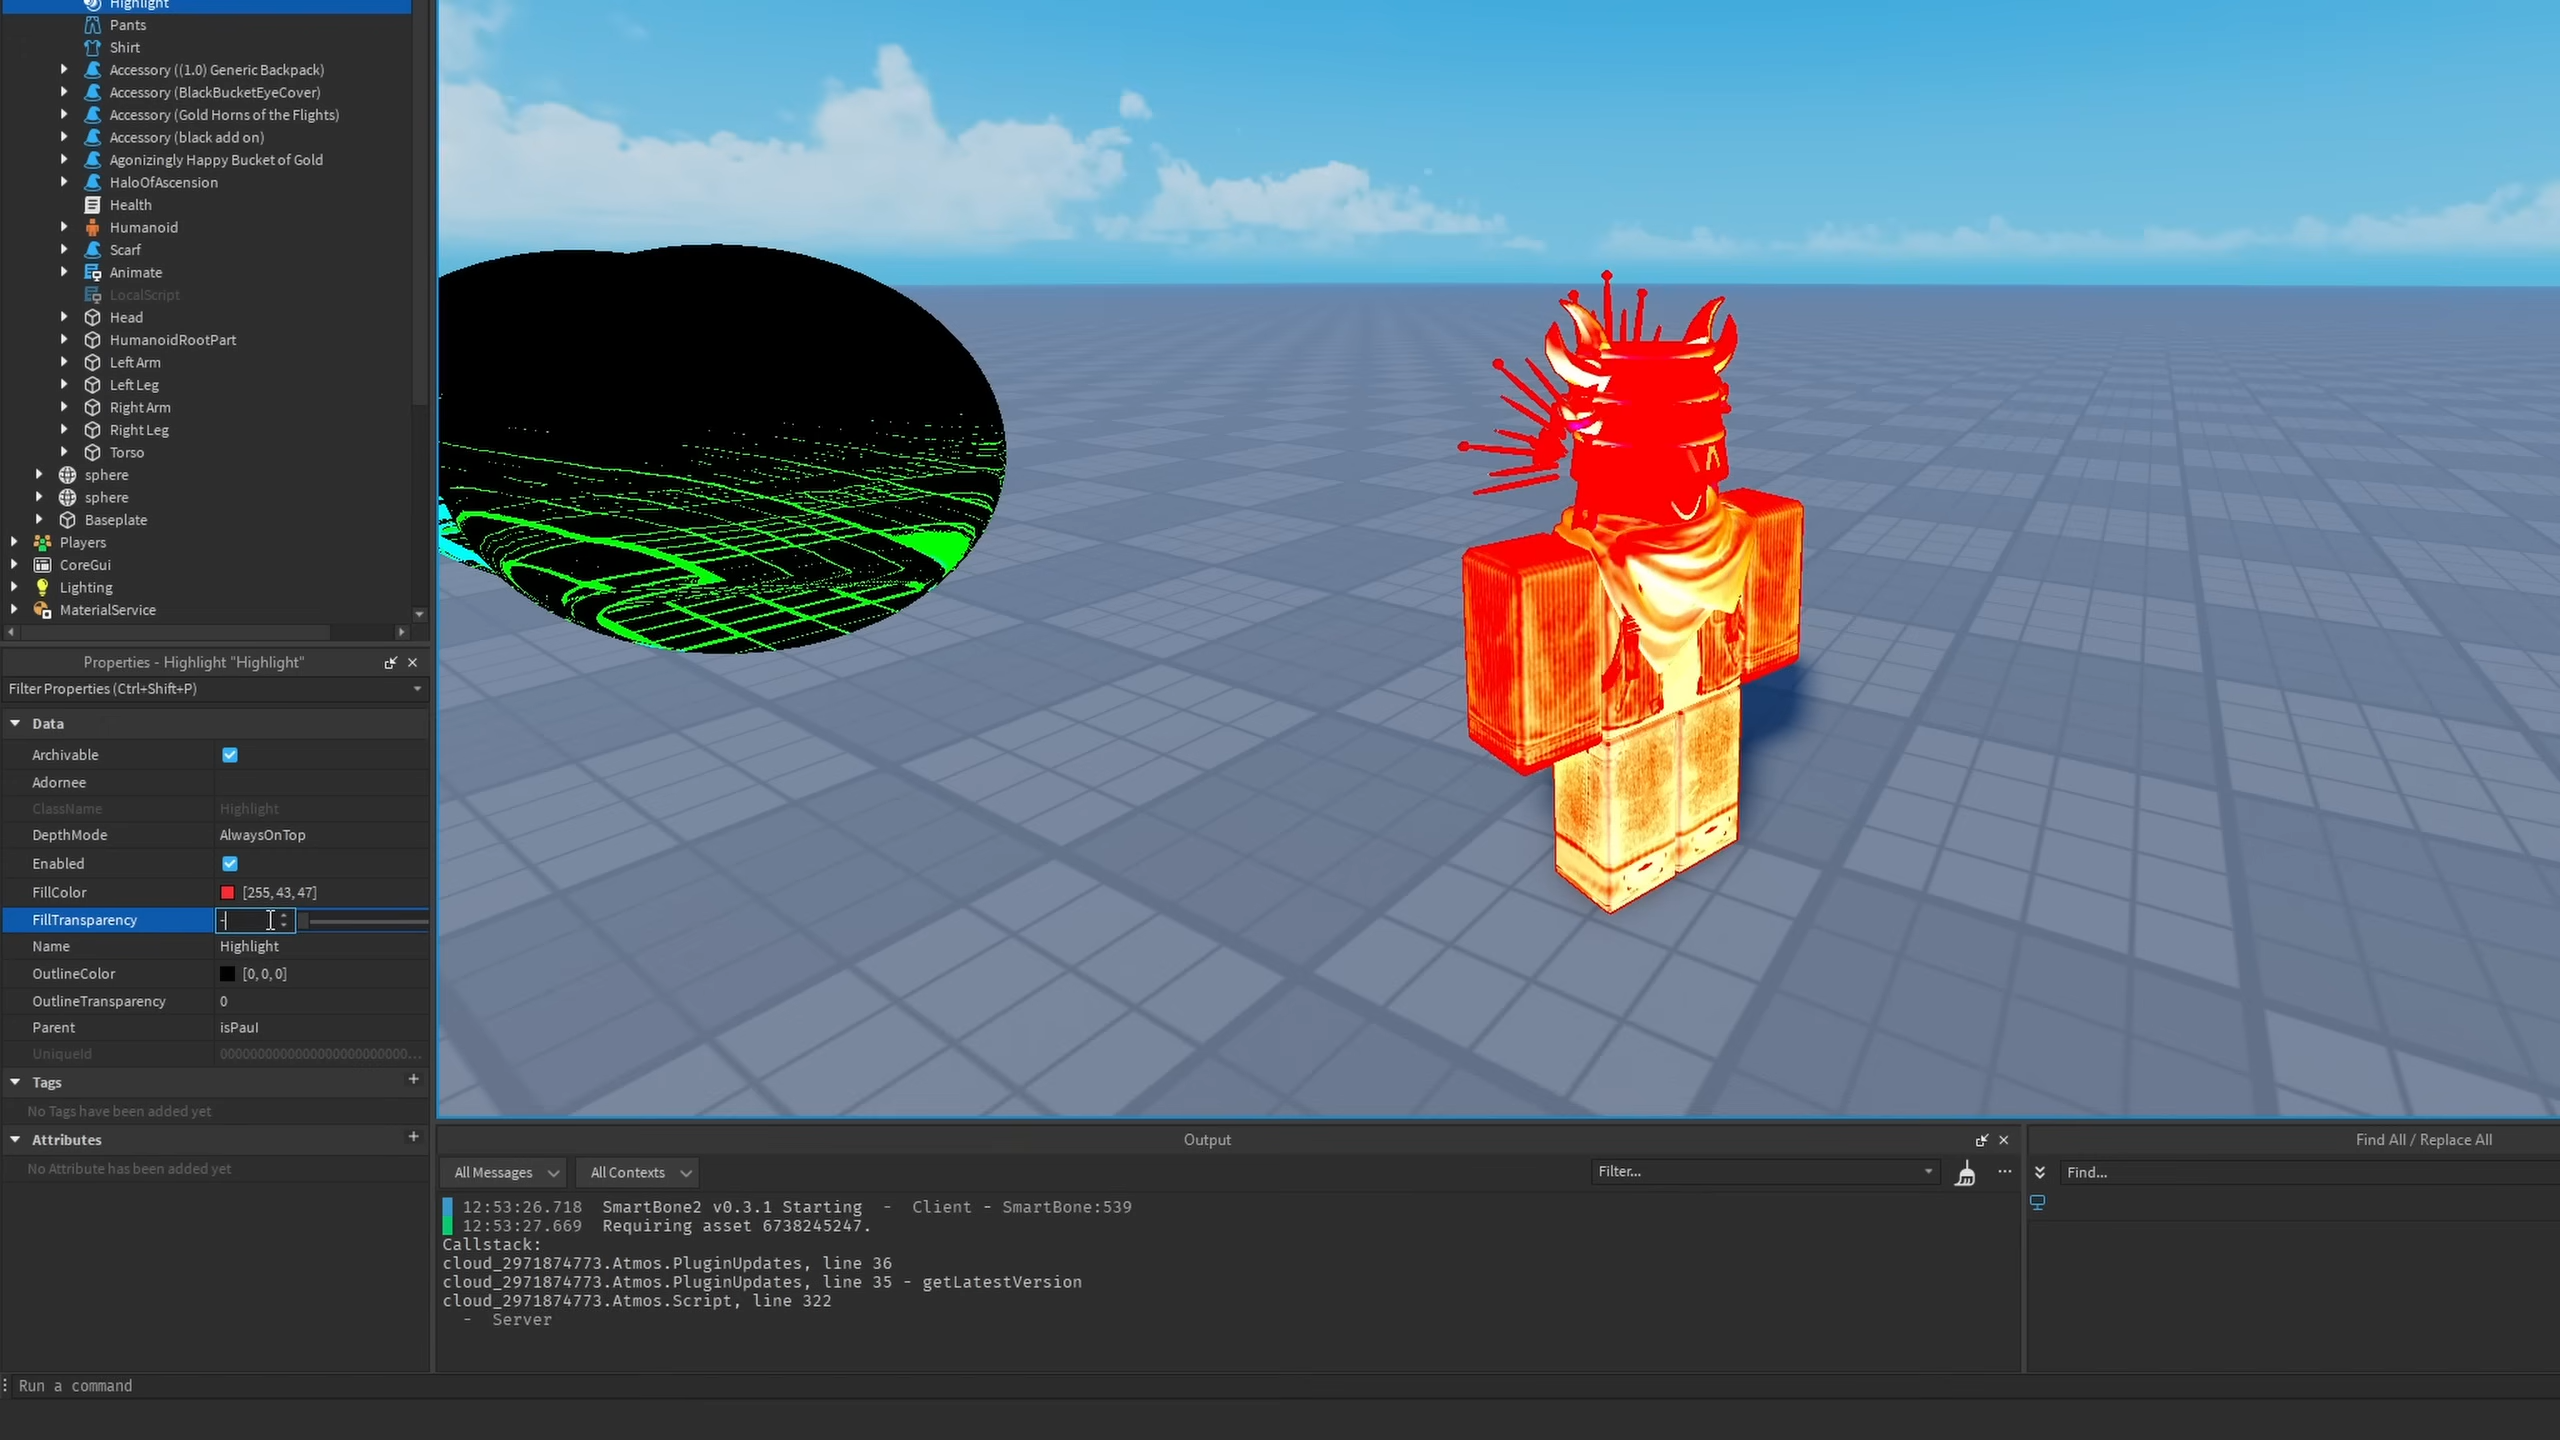 Highlight
Pants
Shirt
Accessory ((1.0) Generic Backpack)
Accessory (BlackBucketEyeCover)
Accessory (Gold Horns of the Flights)
Accessory (black add on)
Agonizingly Happy Bucket of Gold
HaloOfAscension
Health
Humanoid
Scarf
Animate
LocalScript
Head
HumanoidRootPart
Left Arm
Left Leg
Right Arm
Right Leg
Torso
sphere
sphere
Baseplate
Players
CoreGui
Lighting
MaterialService
Properties - Highlight "Highlight"
Filter Properties (Ctrl+Shift+P)
Data
Archivable
Adornee
ClassName Highlight
DepthMode AlwaysOnTop
Enabled
FillColor [255, 43, 47]
FillTransparency -
Name Highlight
OutlineColor [0, 0, 0]
OutlineTransparency 0
Parent isPaul
UniqueId 00000000000000000000000000...
Tags +
No Tags have been added yet
Attributes +
No Attribute has been added yet
Output
All Messages All Contexts Filter... ...
12:53:26.718 SmartBone2 v0.3.1 Starting - Client - SmartBone:539
12:53:27.669 Requiring asset 6738245247.
Callstack:
cloud_2971874773.Atmos.PluginUpdates, line 36
cloud_2971874773.Atmos.PluginUpdates, line 35 - getLatestVersion
cloud_2971874773.Atmos.Script, line 322
- Server
Find All / Replace All
Find...
Run a command